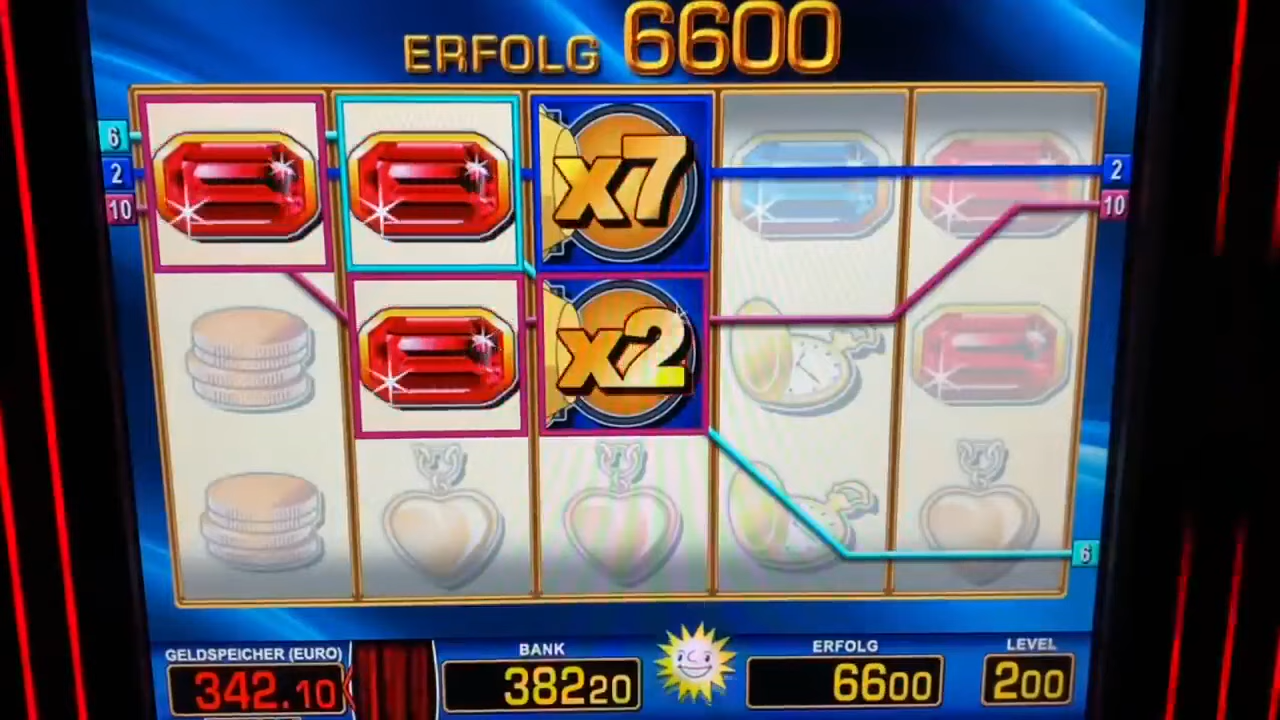 ERFOLG 6600
6
2
10
x7
2
10
x2
6
GELDSPEICHER (EURO)
342.10
BANK
38220
ERFOLG
6600
LEVEL
200